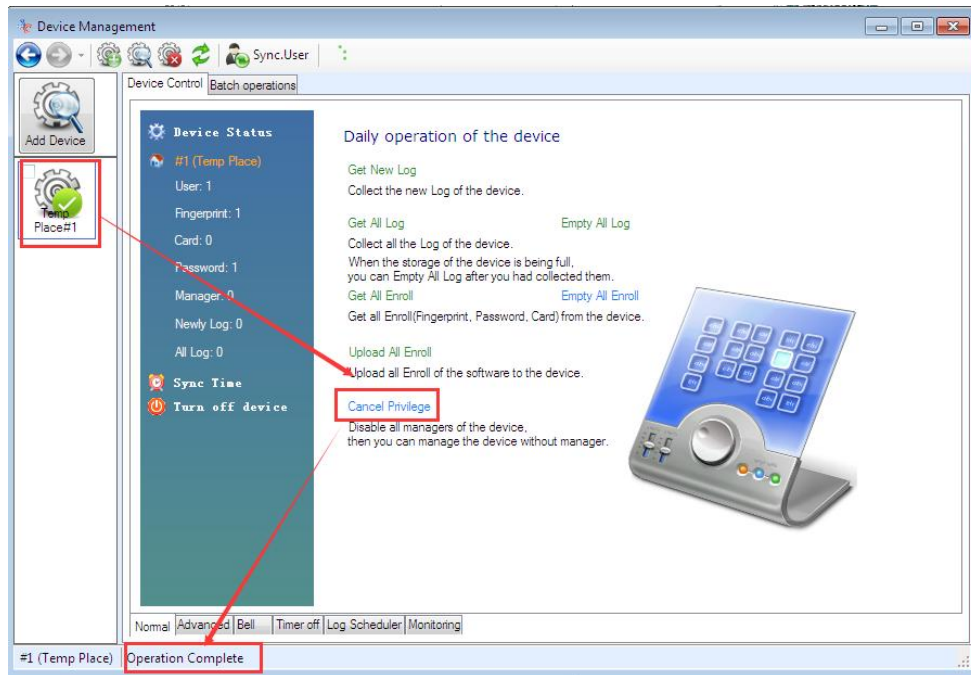 Device Management
Sync.User
Device Control
Batch operations
Add Device
Temp
Place#1
Device Status
#1 (Temp Place)
User: 1
Fingerprint: 1
Card: 0
Password: 1
Manager: 0
Newly Log: 0
All Log: 0
Sync Time
Turn off device
Daily operation of the device
Get New Log
Collect the new Log of the device.
Get All Log
Empty All Log
Collect all the Log of the device.
When the storage of the device is being full,
you can Empty All Log after you had collected them.
Get All Enroll
Empty All Enroll
Get all Enroll(Fingerprint, Password, Card) from the device.
Upload All Enroll
Upload all Enroll of the software to the device.
Cancel Privilege
Disable all managers of the device,
then you can manage the device without manager.
Normal
Advanced
Bell
Timer off
Log Scheduler
Monitoring
#1 (Temp Place)
Operation Complete